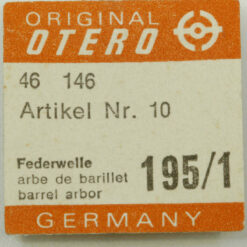 ORIGINAL
OTERO
46 146
Artikel Nr. 10
Federwelle
arbe de barillet
barrel arbor
195/1
GERMANY